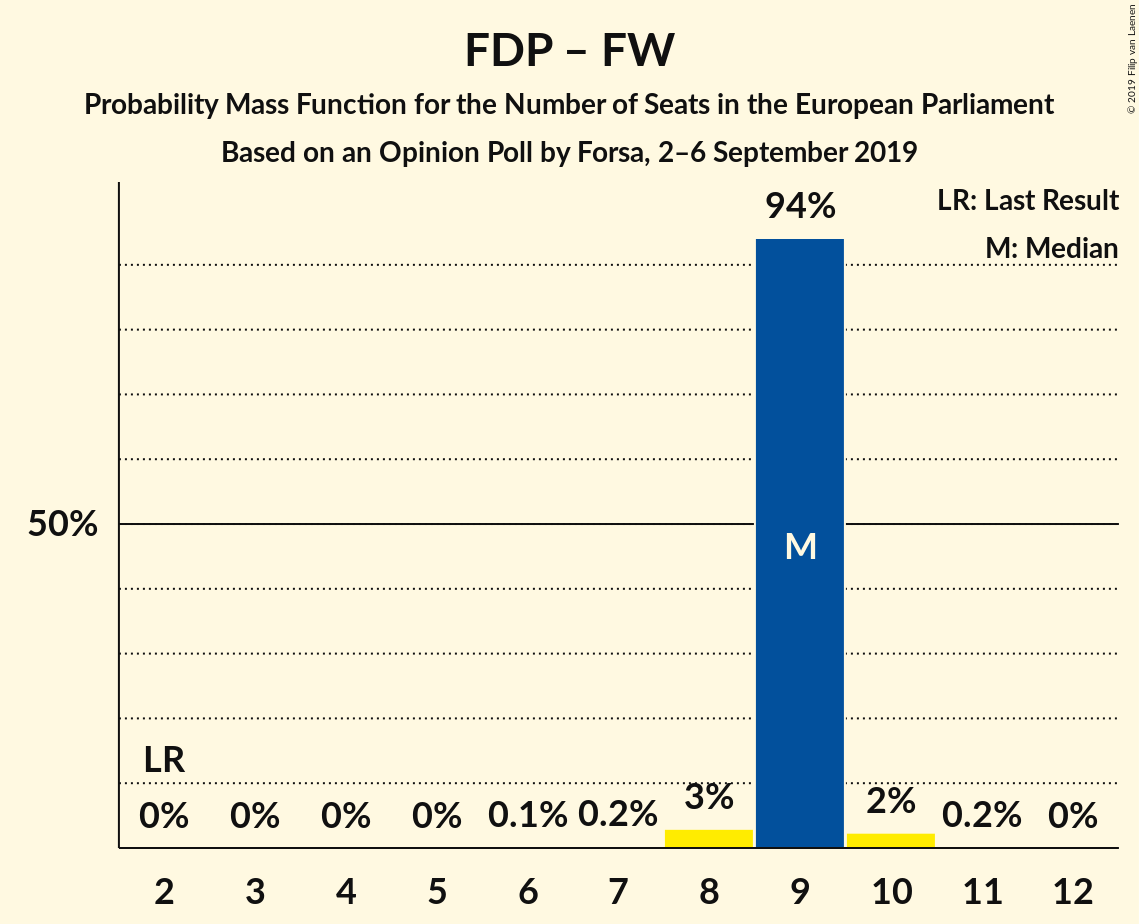 FDP – FW
Probability Mass Function for the Number of Seats in the European Parliament
Based on an Opinion Poll by Forsa, 2–6 September 2019
© 2019 Filip van Laenen
LR: Last Result
M: Median
94%
50%
M
LR
0% 0% 0% 0% 0.1% 0.2% 3% 2% 0.2% 0%
2 3 4 5 6 7 8 9 10 11 12